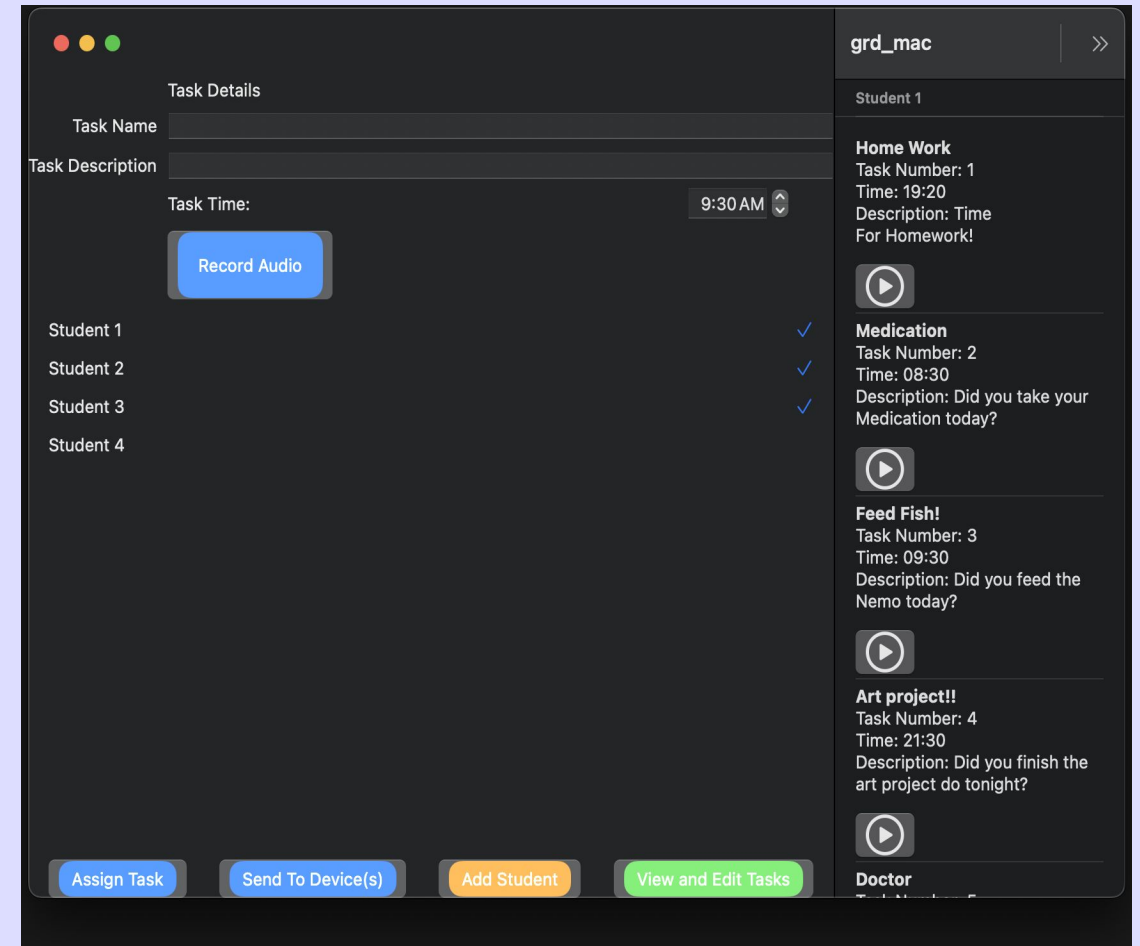 Task Details
Task Name
Task Description
Task Time:
9:30 AM
Record Audio
Student 1
Student 2
Student 3
Student 4
Assign Task
Send To Device(s)
Add Student
View and Edit Tasks
grd_mac
Student 1
Home Work
Task Number: 1
Time: 19:20
Description: Time
For Homework!
Medication
Task Number: 2
Time: 08:30
Description: Did you take your
Medication today?
Feed Fish!
Task Number: 3
Time: 09:30
Description: Did you feed the
Nemo today?
Art project!!
Task Number: 4
Time: 21:30
Description: Did you finish the
art project do tonight?
Doctor